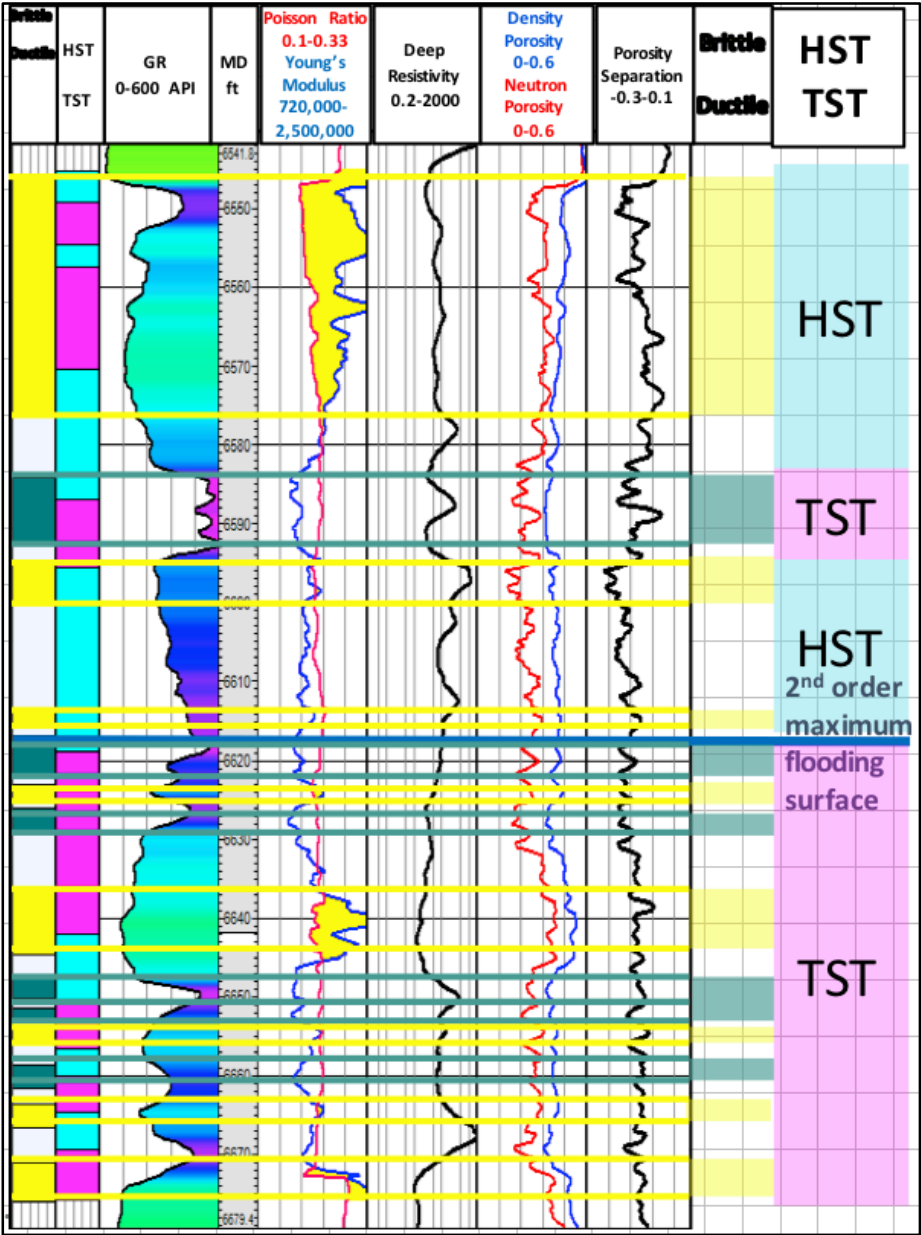 Brittle
Ductile
HST
TST
GR
0-600 API
MD
ft
Poisson Ratio
0.1-0.33
Young's
Modulus
720,000-
2,500,000
Deep
Resistivity
0.2-2000
Density
Porosity
0-0.6
Neutron
Porosity
0-0.6
Porosity
Separation
-0.3-0.1
Brittle
Ductile
HST
TST
6541.8
6550
6560
6570
6580
6590
6610
6620
6630
6640
6650
6660
6670
6679.4
HST
TST
HST
2nd order
maximum
flooding
surface
TST